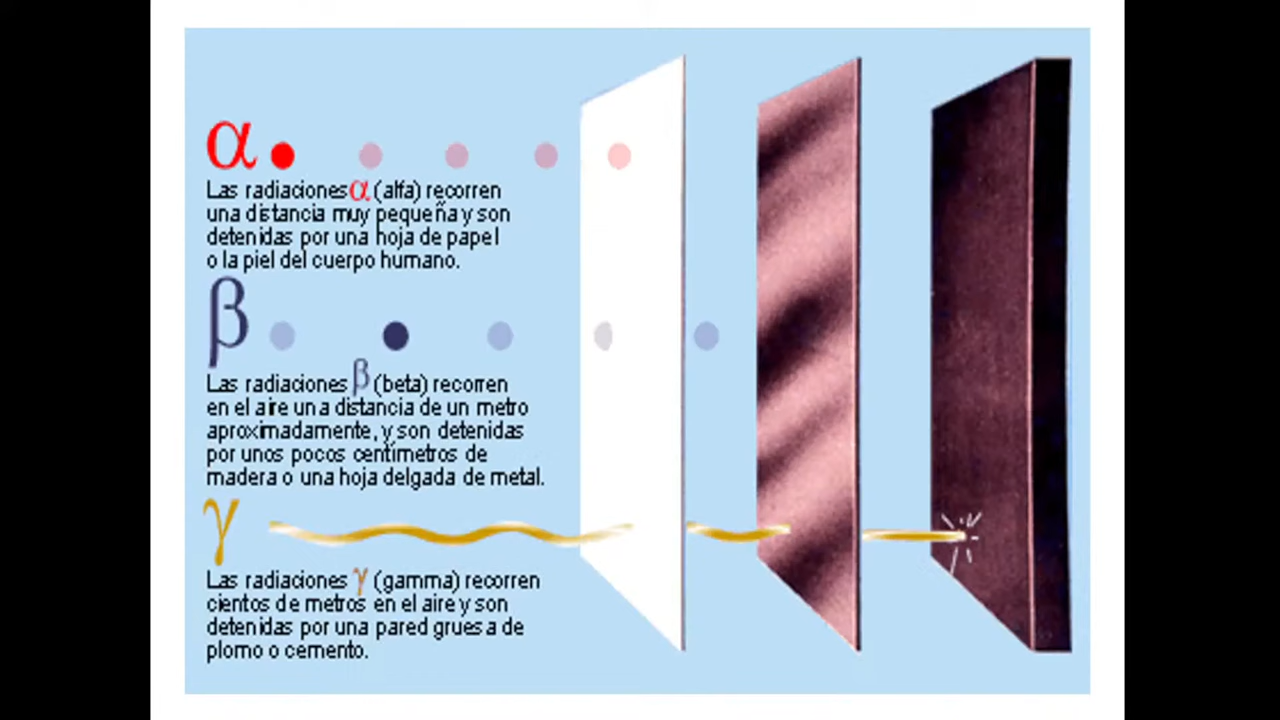 α
Las radiaciones α (alfa) recorren
una distancia muy pequeña y son
detenidas por una hoja de papel
o la piel del cuerpo humano.
β
Las radiaciones β (beta) recorren
en el aire una distancia de un metro
aproximadamente, y son detenidas
por unos pocos centímetros de
madera o una hoja delgada de metal.
γ
Las radiaciones γ (gamma) recorren
cientos de metros en el aire y son
detenidas por una pared gruesa de
plomo o cemento.